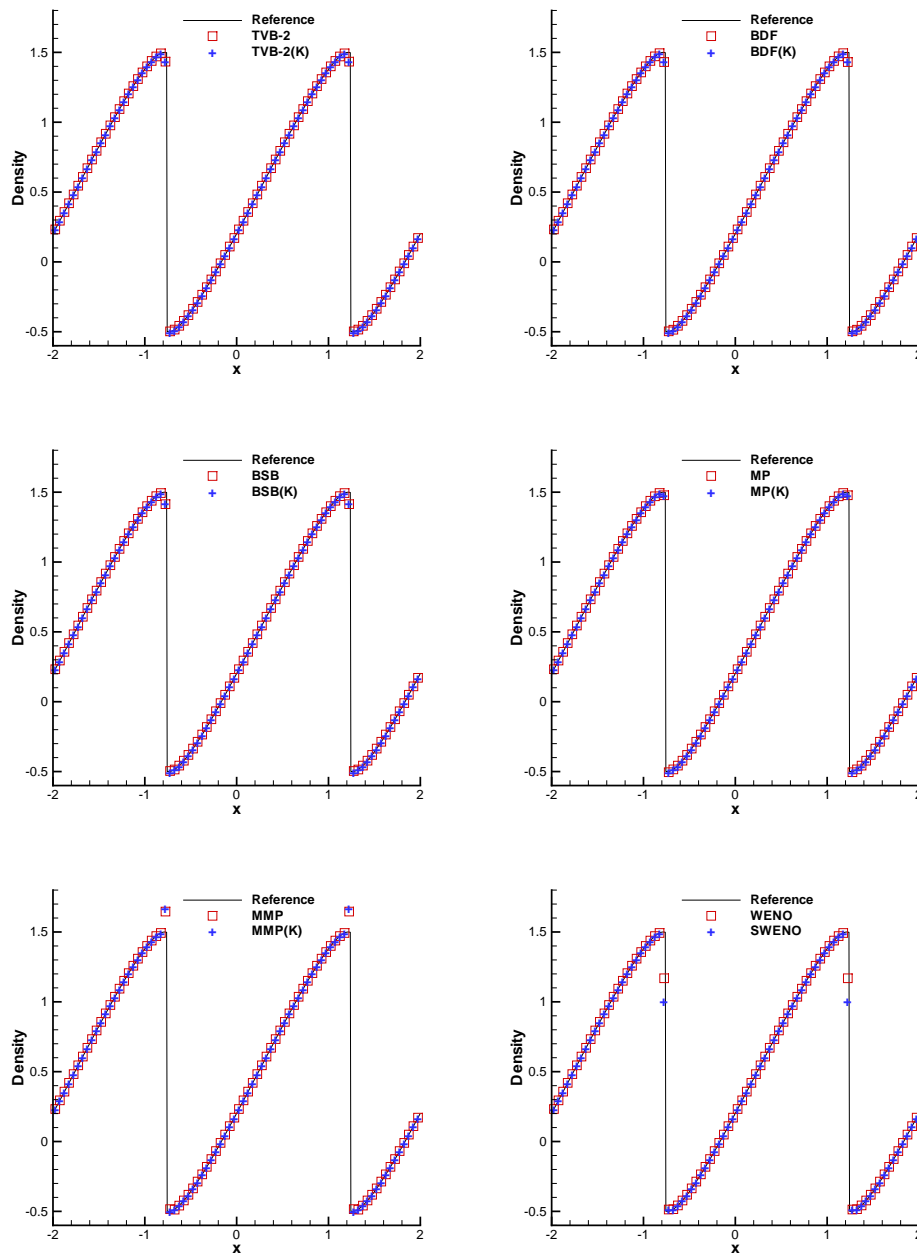 Reference
TVB-2
TVB-2(K)
1.5
1
0.5
0
-0.5
Density
-2
-1
0
1
2
x
Reference
BDF
BDF(K)
1.5
1
0.5
0
-0.5
Density
-2
-1
0
1
2
x
Reference
BSB
BSB(K)
1.5
1
0.5
0
-0.5
Density
-2
-1
0
1
2
x
Reference
MP
MP(K)
1.5
1
0.5
0
-0.5
Density
-2
-1
0
1
2
x
Reference
MMP
MMP(K)
1.5
1
0.5
0
-0.5
Density
-2
-1
0
1
2
x
Reference
WENO
SWENO
1.5
1
0.5
0
-0.5
Density
-2
-1
0
1
2
x